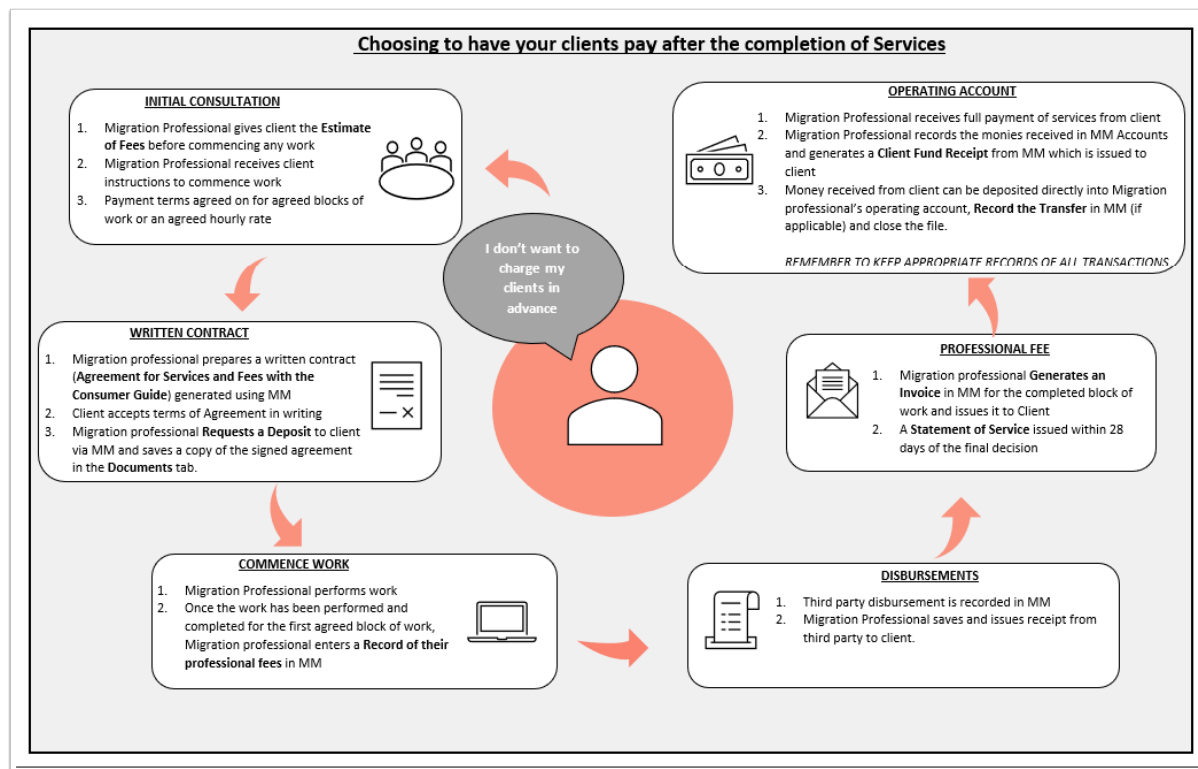 Choosing to have your clients pay after the completion of Services
INITIAL CONSULTATION
1. Migration Professional gives client the Estimate
of Fees before commencing any work
2. Migration Professional receives client
instructions to commence work
3. Payment terms agreed on for agreed blocks of
work or an agreed hourly rate
I don't want to
charge my
clients in
advance
WRITTEN CONTRACT
1. Migration professional prepares a written contract
(Agreement for Services and Fees with the
Consumer Guide) generated using MM
2. Client accepts terms of Agreement in writing
3. Migration professional Requests a Deposit to client
via MM and saves a copy of the signed agreement
in the Documents tab.
COMMENCE WORK
1. Migration Professional performs work
2. Once the work has been performed and
completed for the first agreed block of work,
Migration professional enters a Record of their
professional fees in MM
DISBURSEMENTS
1. Third party disbursement is recorded in MM
2. Migration Professional saves and issues receipt from
third party to client.
PROFESSIONAL FEE
1. Migration professional Generates an
Invoice in MM for the completed block of
work and issues it to Client
2. A Statement of Service issued within 28
days of the final decision
OPERATING ACCOUNT
1. Migration Professional receives full payment of services from client
2. Migration Professional records the monies received in MM Accounts
and generates a Client Fund Receipt from MM which is issued to
client
3. Money received from client can be deposited directly into Migration
professional's operating account, Record the Transfer in MM (if
applicable) and close the file.
REMEMBER TO KEEP APPROPRIATE RECORDS OF ALL TRANSACTIONS